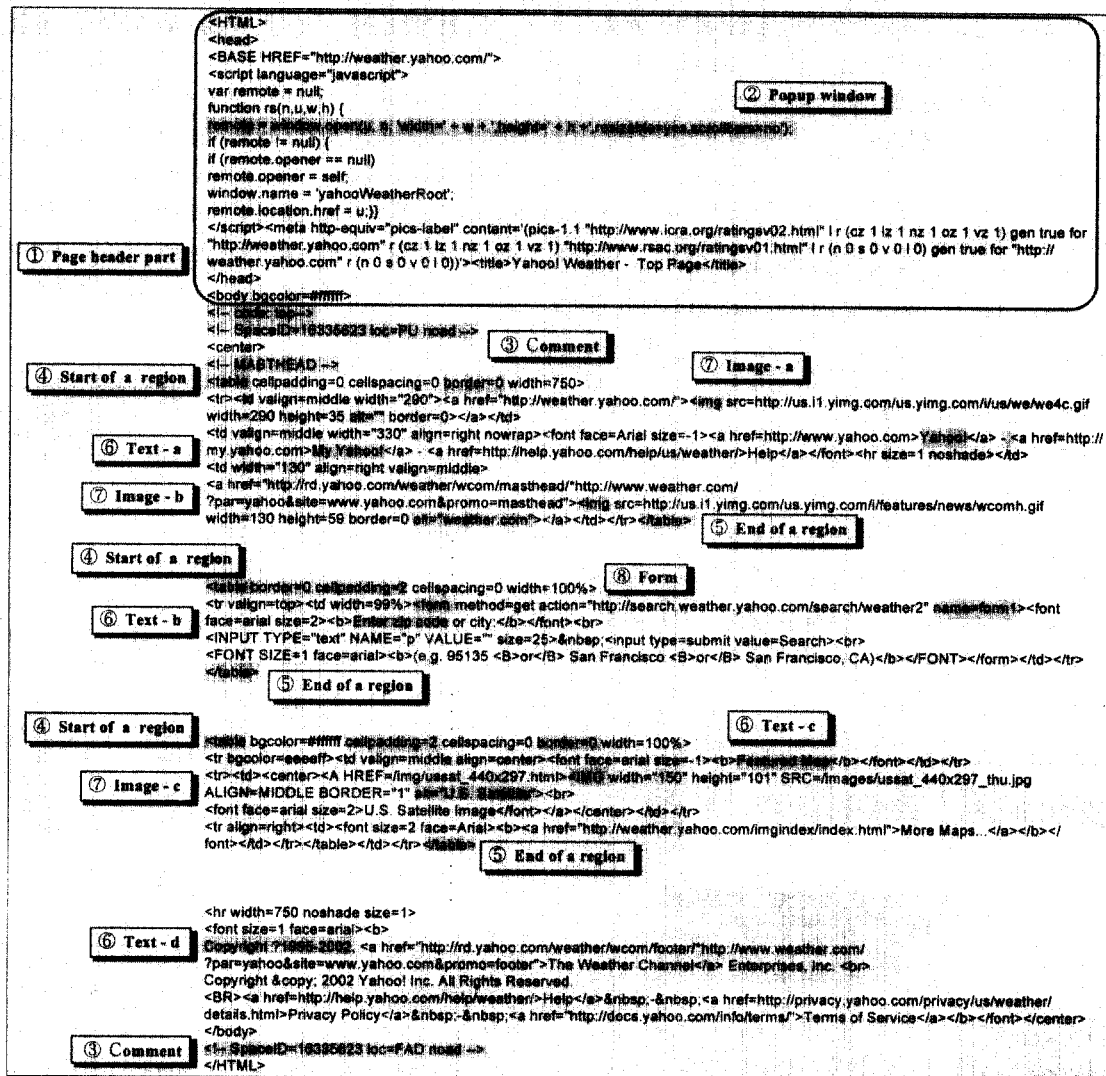 <HTML>
<head>
<BASE HREF="http://weather.yahoo.com/">
<script language="javascript">
var remote = null;
② Popup window
function rs(n,u,w,h) {
remote = window.open(u, n, 'width=' + w + ',height=' + h +',resizable=yes,scrollbars=no');
if (remote != null) {
if (remote.opener == null)
remote.opener = self;
window.name = 'yahooWeatherRoot';
remote.location.href = u;}}
</script><meta http-equiv="pics-label" content='(pics-1.1 "http://www.icra.org/ratingsv02.html" l r (cz 1 lz 1 nz 1 oz 1 vz 1) gen true for
"http://weather.yahoo.com" r (cz 1 lz 1 nz 1 oz 1 vz 1) "http://www.rsac.org/ratingsv01.html" l r (n 0 s 0 v 0 l 0) gen true for "http://
① Page header part
weather.yahoo.com" r (n 0 s 0 v 0 l 0))'><title>Yahoo! Weather - Top Page</title>
</head>
<body bgcolor=#ffffff>
<!-- code: top-->
<!-- SpaceID=16335623 loc=PU noad -->
<center>
③ Comment
<!-- MASTHEAD -->
⑦ Image - a
④ Start of a region
<table cellpadding=0 cellspacing=0 border=0 width=750>
<tr><td valign=middle width="290"><a href="http://weather.yahoo.com/"><img src=http://us.i1.yimg.com/us.yimg.com/i/us/we/we4c.gif
width=290 height=35 alt="" border=0></a></td>
<td valign=middle width="330" align=right nowrap><font face=Arial size=-1><a href=http://www.yahoo.com>Yahoo!</a> - <a href=http://
⑥ Text - a
my.yahoo.com>My Yahoo!</a> - <a href=http://help.yahoo.com/help/us/weather/>Help</a></font><hr size=1 noshade></td>
<td width="130" align=right valign=middle>
<a href="http://rd.yahoo.com/weather/wcom/masthead/*http://www.weather.com/
⑦ Image - b
?par=yahoo&site=www.yahoo.com&promo=masthead"><img src=http://us.i1.yimg.com/us.yimg.com/i/features/news/wcomh.gif
width=130 height=59 border=0 alt="weather.com"></a></td></tr></table>
⑤ End of a region
④ Start of a region
<table border=0 cellpadding=2 cellspacing=0 width=100%>
⑧ Form
<tr valign=top><td width=99%><form method=get action="http://search.weather.yahoo.com/search/weather2" name=form1><font
⑥ Text - b
face=arial size=2><b>Enter zip code or city:</b></font><br>
<INPUT TYPE="text" NAME="p" VALUE="" size=25>&nbsp;<input type=submit value=Search><br>
<FONT SIZE=1 face=arial><b>(e.g. 95135 <B>or</B> San Francisco <B>or</B> San Francisco, CA)</b></FONT></form></td></tr>
</table>
⑤ End of a region
④ Start of a region
⑥ Text - c
<table bgcolor=#ffffff cellpadding=2 cellspacing=0 border=0 width=100%>
<tr bgcolor=eeeeff><td valign=middle align=center><font face=arial size=-1><b>Featured Map</b></font></td></tr>
<tr><td><center><A HREF=/img/ussat_440x297.html><IMG width="150" height="101" SRC=/images/ussat_440x297_thu.jpg
⑦ Image - c
ALIGN=MIDDLE BORDER="1" alt="U.S. Satellite"><br>
<font face=arial size=2>U.S. Satellite Image</font></a></center></td></tr>
<tr align=right><td><font size=2 face=Arial><b><a href="http://weather.yahoo.com/imgindex/index.html">More Maps...</a></b></
font></td></tr></table></td></tr></table>
⑤ End of a region
<hr width=750 noshade size=1>
<font size=1 face=arial><b>
⑥ Text - d
Copyright ?1995-2002, <a href="http://rd.yahoo.com/weather/wcom/footer/*http://www.weather.com/
?par=yahoo&site=www.yahoo.com&promo=footer">The Weather Channel</a> Enterprises, Inc. <br>
Copyright &copy; 2002 Yahoo! Inc. All Rights Reserved.
<BR><a href=http://help.yahoo.com/help/weather/>Help</a>&nbsp;-&nbsp;<a href=http://privacy.yahoo.com/privacy/us/weather/
details.html>Privacy Policy</a>&nbsp;-&nbsp;<a href="http://docs.yahoo.com/info/terms/">Terms of Service</a></b></font></center>
</body>
③ Comment
<!-- SpaceID=16335623 loc=FAD noad -->
</HTML>